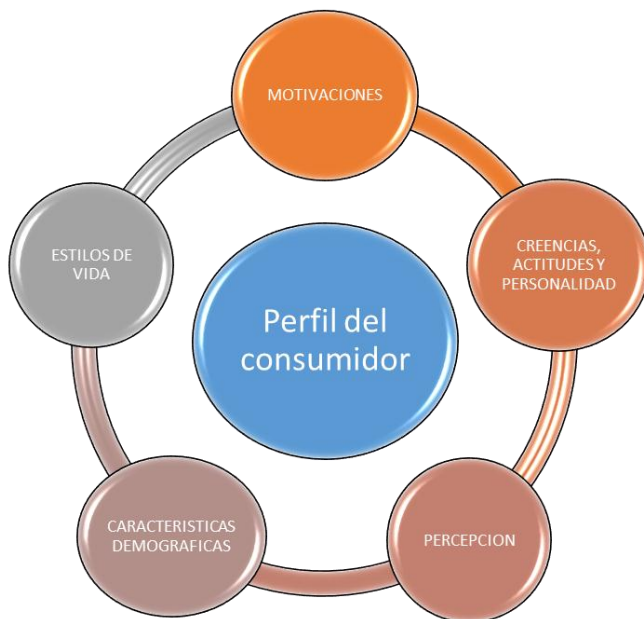 MOTIVACIONES
CREENCIAS,
ACTITUDES Y
PERSONALIDAD
ESTILOS DE
VIDA
Perfil del
consumidor
CARACTERISTICAS
DEMOGRAFICAS
PERCEPCION